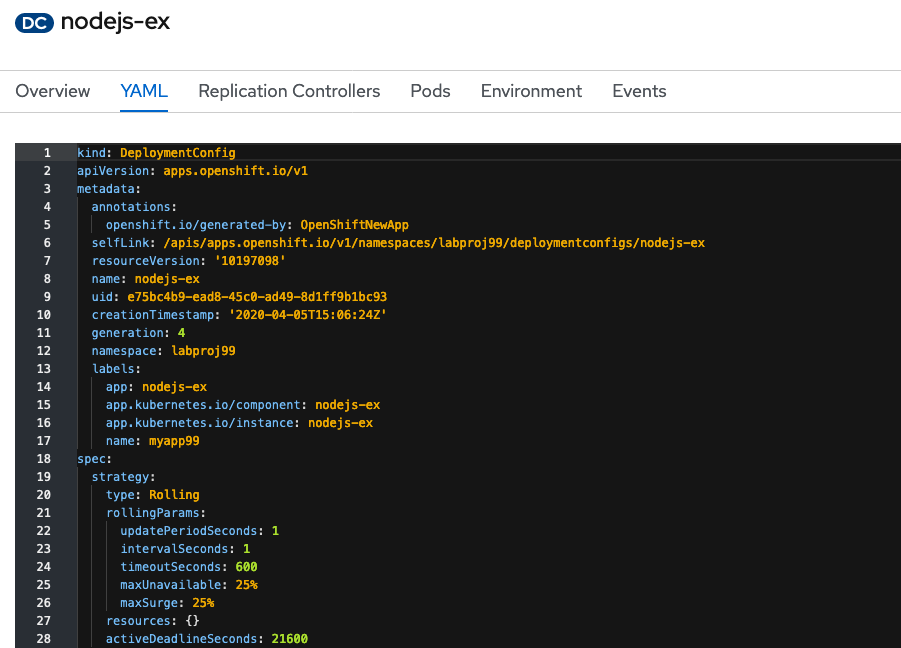 DC nodejs-ex
Overview YAML Replication Controllers Pods Environment Events
1 kind: DeploymentConfig
2 apiVersion: apps.openshift.io/v1
3 metadata:
4 annotations:
5 openshift.io/generated-by: OpenShiftNewApp
6 selfLink: /apis/apps.openshift.io/v1/namespaces/labproj99/deploymentconfigs/nodejs-ex
7 resourceVersion: '10197098'
8 name: nodejs-ex
9 uid: e75bc4b9-ead8-45c0-ad49-8d1ff9b1bc93
10 creationTimestamp: '2020-04-05T15:06:24Z'
11 generation: 4
12 namespace: labproj99
13 labels:
14 app: nodejs-ex
15 app.kubernetes.io/component: nodejs-ex
16 app.kubernetes.io/instance: nodejs-ex
17 name: myapp99
18 spec:
19 strategy:
20 type: Rolling
21 rollingParams:
22 updatePeriodSeconds: 1
23 intervalSeconds: 1
24 timeoutSeconds: 600
25 maxUnavailable: 25%
26 maxSurge: 25%
27 resources: {}
28 activeDeadlineSeconds: 21600